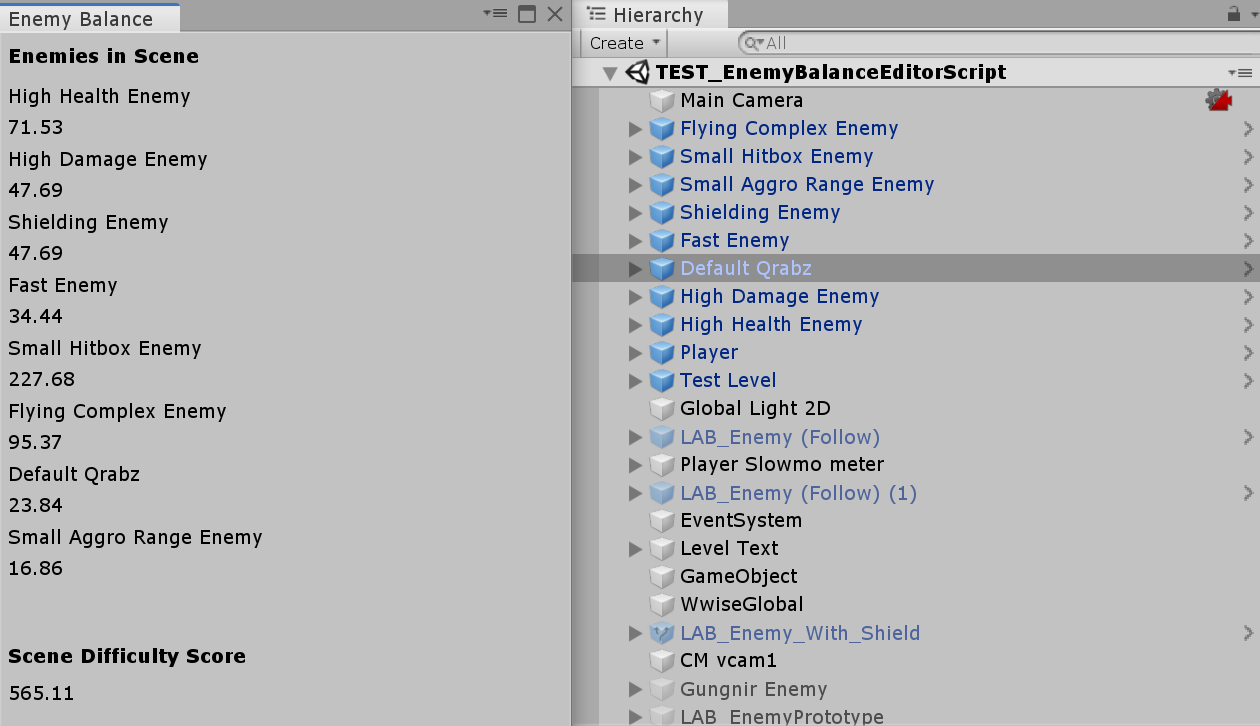 Enemy Balance
Enemies in Scene
High Health Enemy
71.53
High Damage Enemy
47.69
Shielding Enemy
47.69
Fast Enemy
34.44
Small Hitbox Enemy
227.68
Flying Complex Enemy
95.37
Default Qrabz
23.84
Small Aggro Range Enemy
16.86
Scene Difficulty Score
565.11
Hierarchy
Create
All
TEST_EnemyBalanceEditorScript
Main Camera
Flying Complex Enemy
Small Hitbox Enemy
Small Aggro Range Enemy
Shielding Enemy
Fast Enemy
Default Qrabz
High Damage Enemy
High Health Enemy
Player
Test Level
Global Light 2D
LAB_Enemy (Follow)
Player Slowmo meter
LAB_Enemy (Follow) (1)
EventSystem
Level Text
GameObject
WwiseGlobal
LAB_Enemy_With_Shield
CM vcam1
Gungnir Enemy
LAB_EnemyPrototype